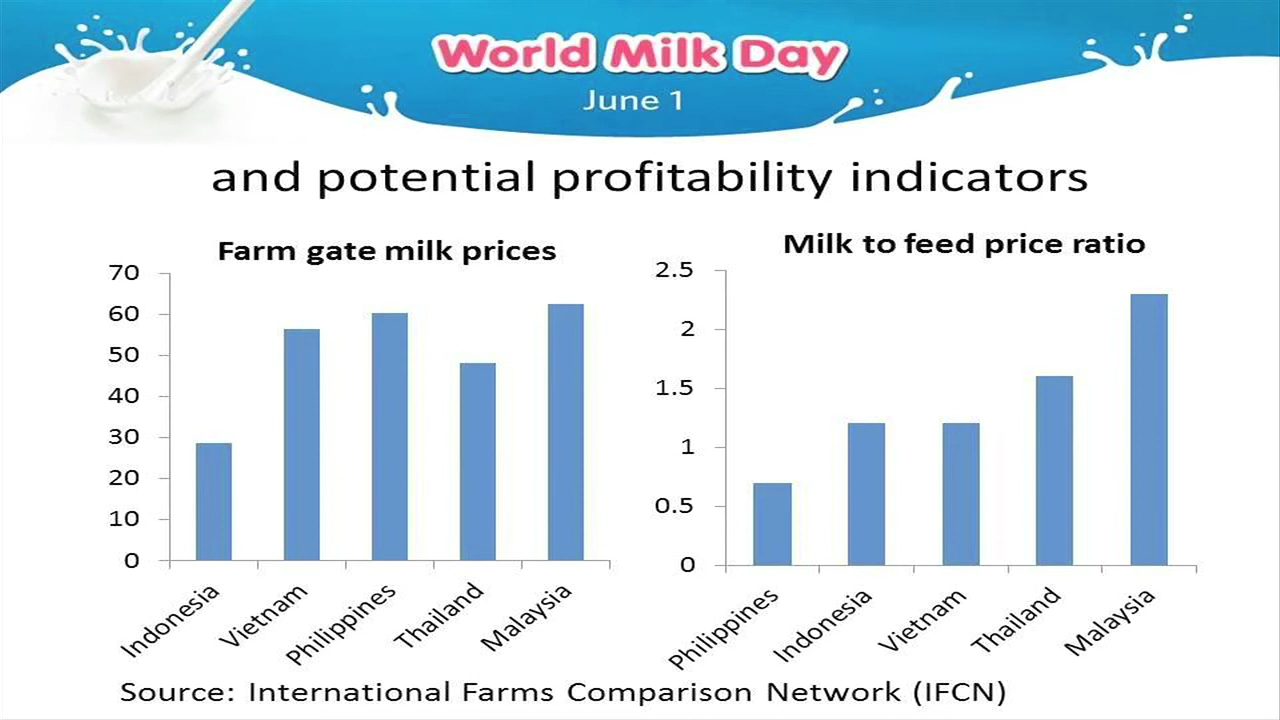 World Milk Day
June 1
and potential profitability indicators
Farm gate milk prices
70
60
50
40
30
20
10
0
Indonesia
Vietnam
Philippines
Thailand
Malaysia
Milk to feed price ratio
2.5
2
1.5
1
0.5
0
Philippines
Indonesia
Vietnam
Thailand
Malaysia
Source: International Farms Comparison Network (IFCN)